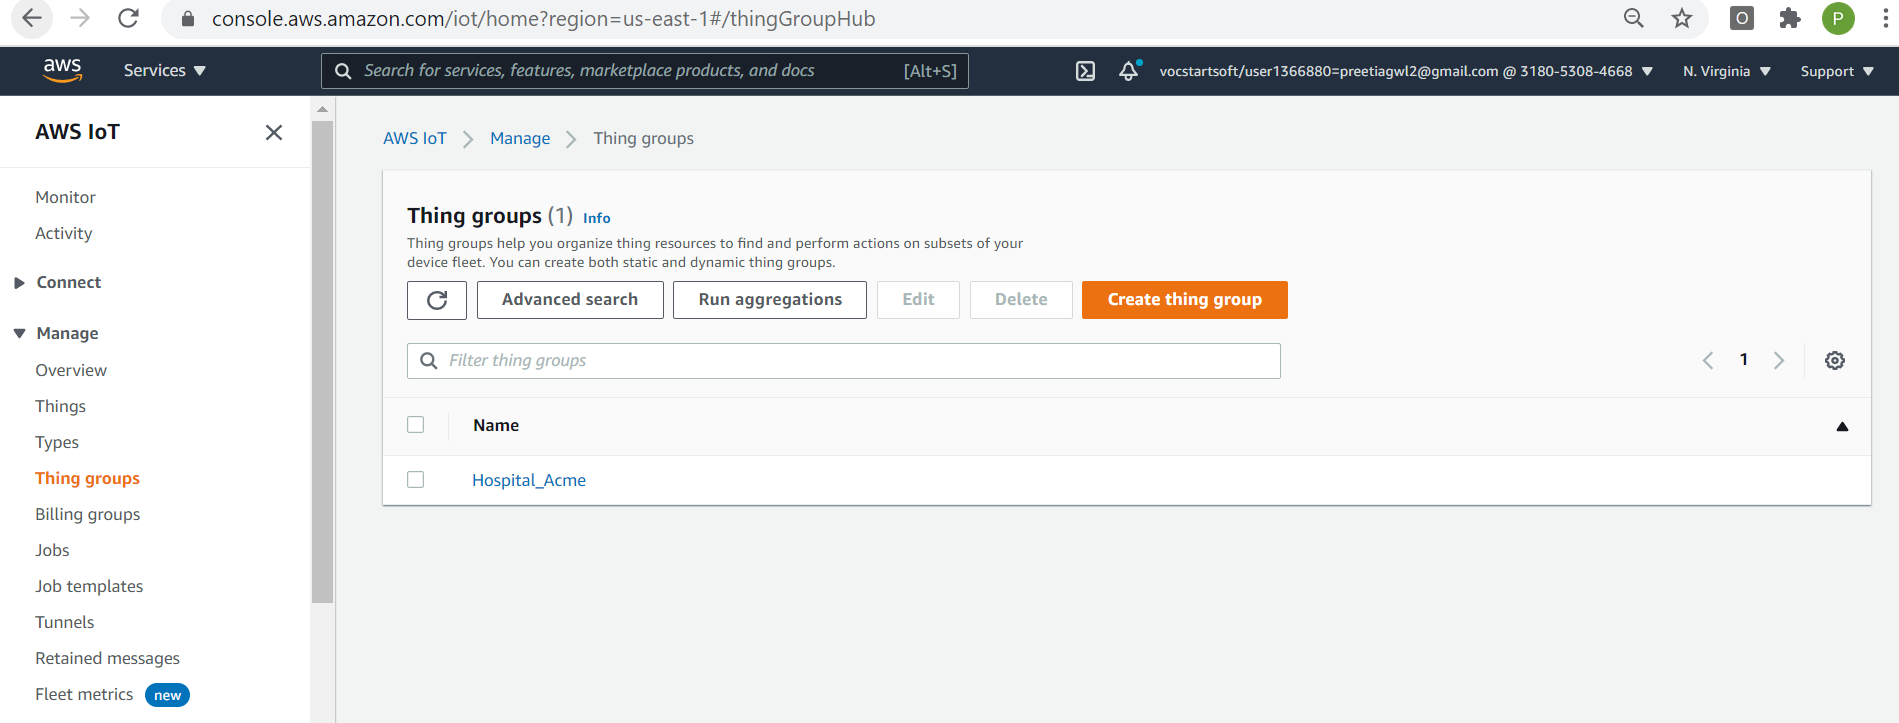 console.aws.amazon.com/iot/home?region=us-east-1#/thingGroupHub
O
P
aws
Services
Search for services, features, marketplace products, and docs [Alt+S]
vocstartsoft/user1366880=preetiagwl2@gmail.com @ 3180-5308-4668
N. Virginia
Support
AWS IoT
Monitor
Activity
Connect
Manage
Overview
Things
Types
Thing groups
Billing groups
Jobs
Job templates
Tunnels
Retained messages
Fleet metrics new
AWS IoT > Manage > Thing groups
Thing groups (1) Info
Thing groups help you organize thing resources to find and perform actions on subsets of your
device fleet. You can create both static and dynamic thing groups.
Advanced search
Run aggregations
Edit
Delete
Create thing group
Filter thing groups
1
Name
Hospital_Acme